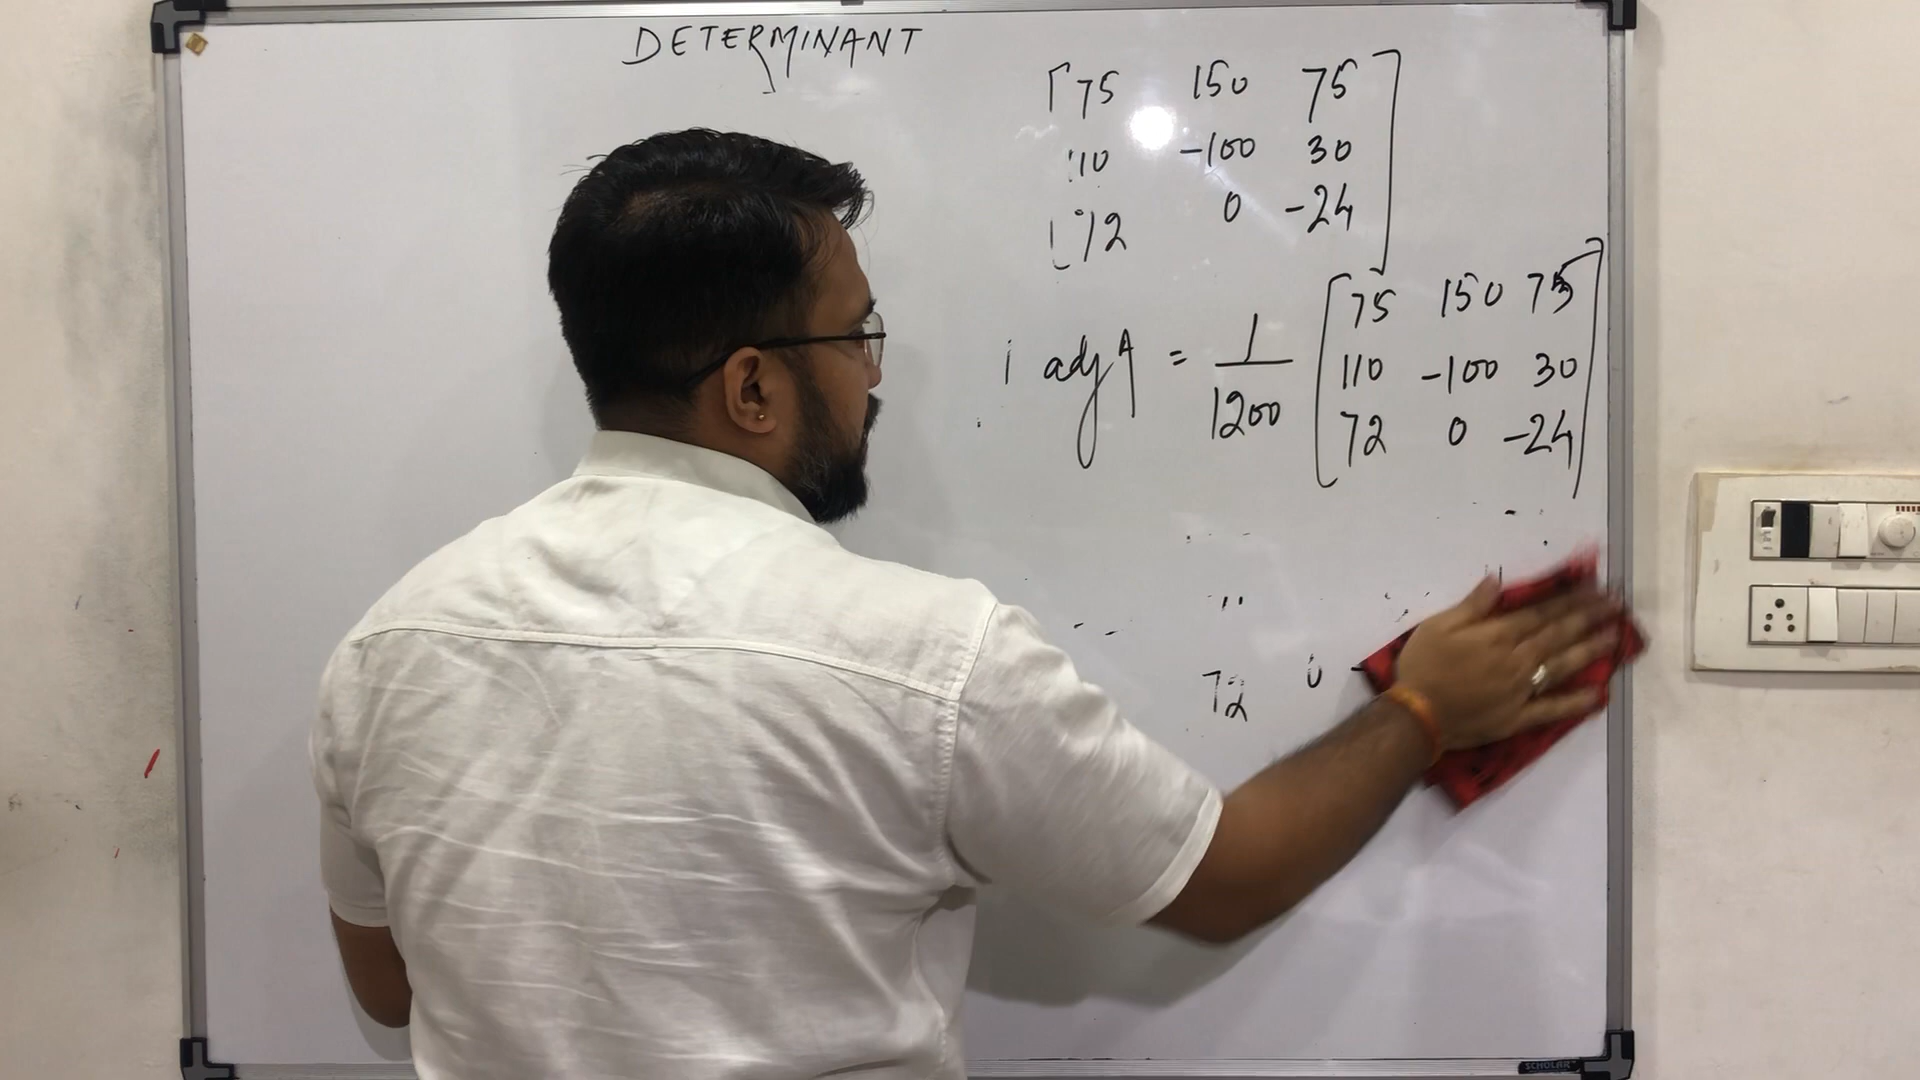 DETERMINANT
75 150 75
110 -100 30
72 0 -24
adj A = 1/1200 [75 150 75
110 -100 30
72 0 -24]
72 0
SCHOLAR